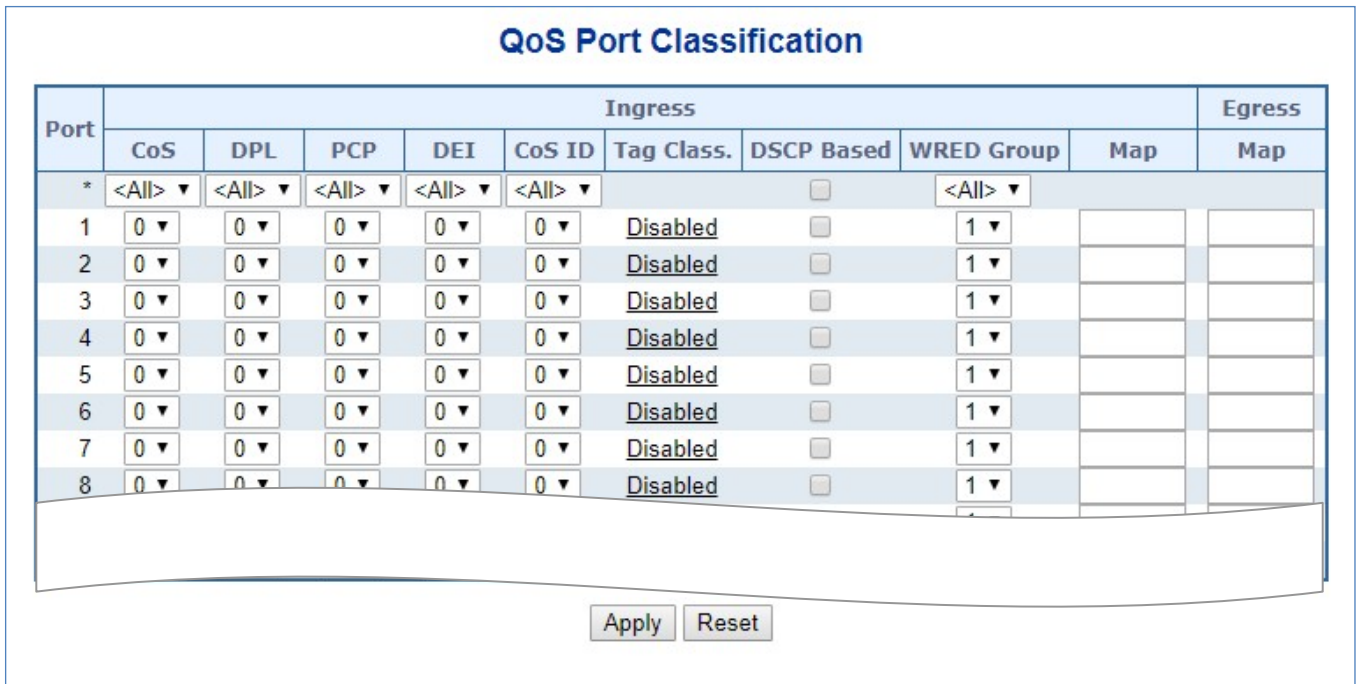 QoS Port Classification
Port Ingress Egress
CoS DPL PCP DEI CoS ID Tag Class. DSCP Based WRED Group Map Map
* <All> <All> <All> <All> <All> <All>
1 0 0 0 0 0 Disabled 1
2 0 0 0 0 0 Disabled 1
3 0 0 0 0 0 Disabled 1
4 0 0 0 0 0 Disabled 1
5 0 0 0 0 0 Disabled 1
6 0 0 0 0 0 Disabled 1
7 0 0 0 0 0 Disabled 1
8 0 0 0 0 0 Disabled 1
Apply Reset